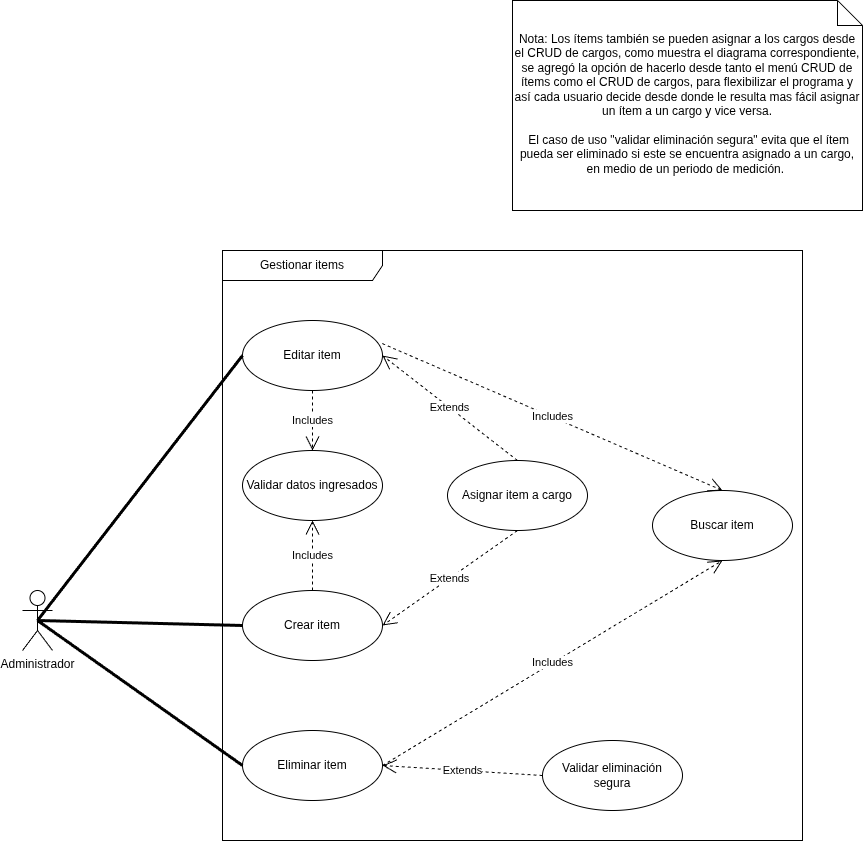 Nota: Los ítems también se pueden asignar a los cargos desde
el CRUD de cargos, como muestra el diagrama correspondiente,
se agregó la opción de hacerlo desde tanto el menú CRUD de
ítems como el CRUD de cargos, para flexibilizar el programa y
así cada usuario decide desde donde le resulta mas fácil asignar
un ítem a un cargo y vice versa.
El caso de uso "validar eliminación segura" evita que el ítem
pueda ser eliminado si este se encuentra asignado a un cargo,
en medio de un periodo de medición.
Gestionar items
Editar item
Extends
Includes
Includes
Validar datos ingresados
Asignar item a cargo
Buscar item
Includes
Extends
Crear item
Administrador
Includes
Eliminar item
Extends
Validar eliminación
segura